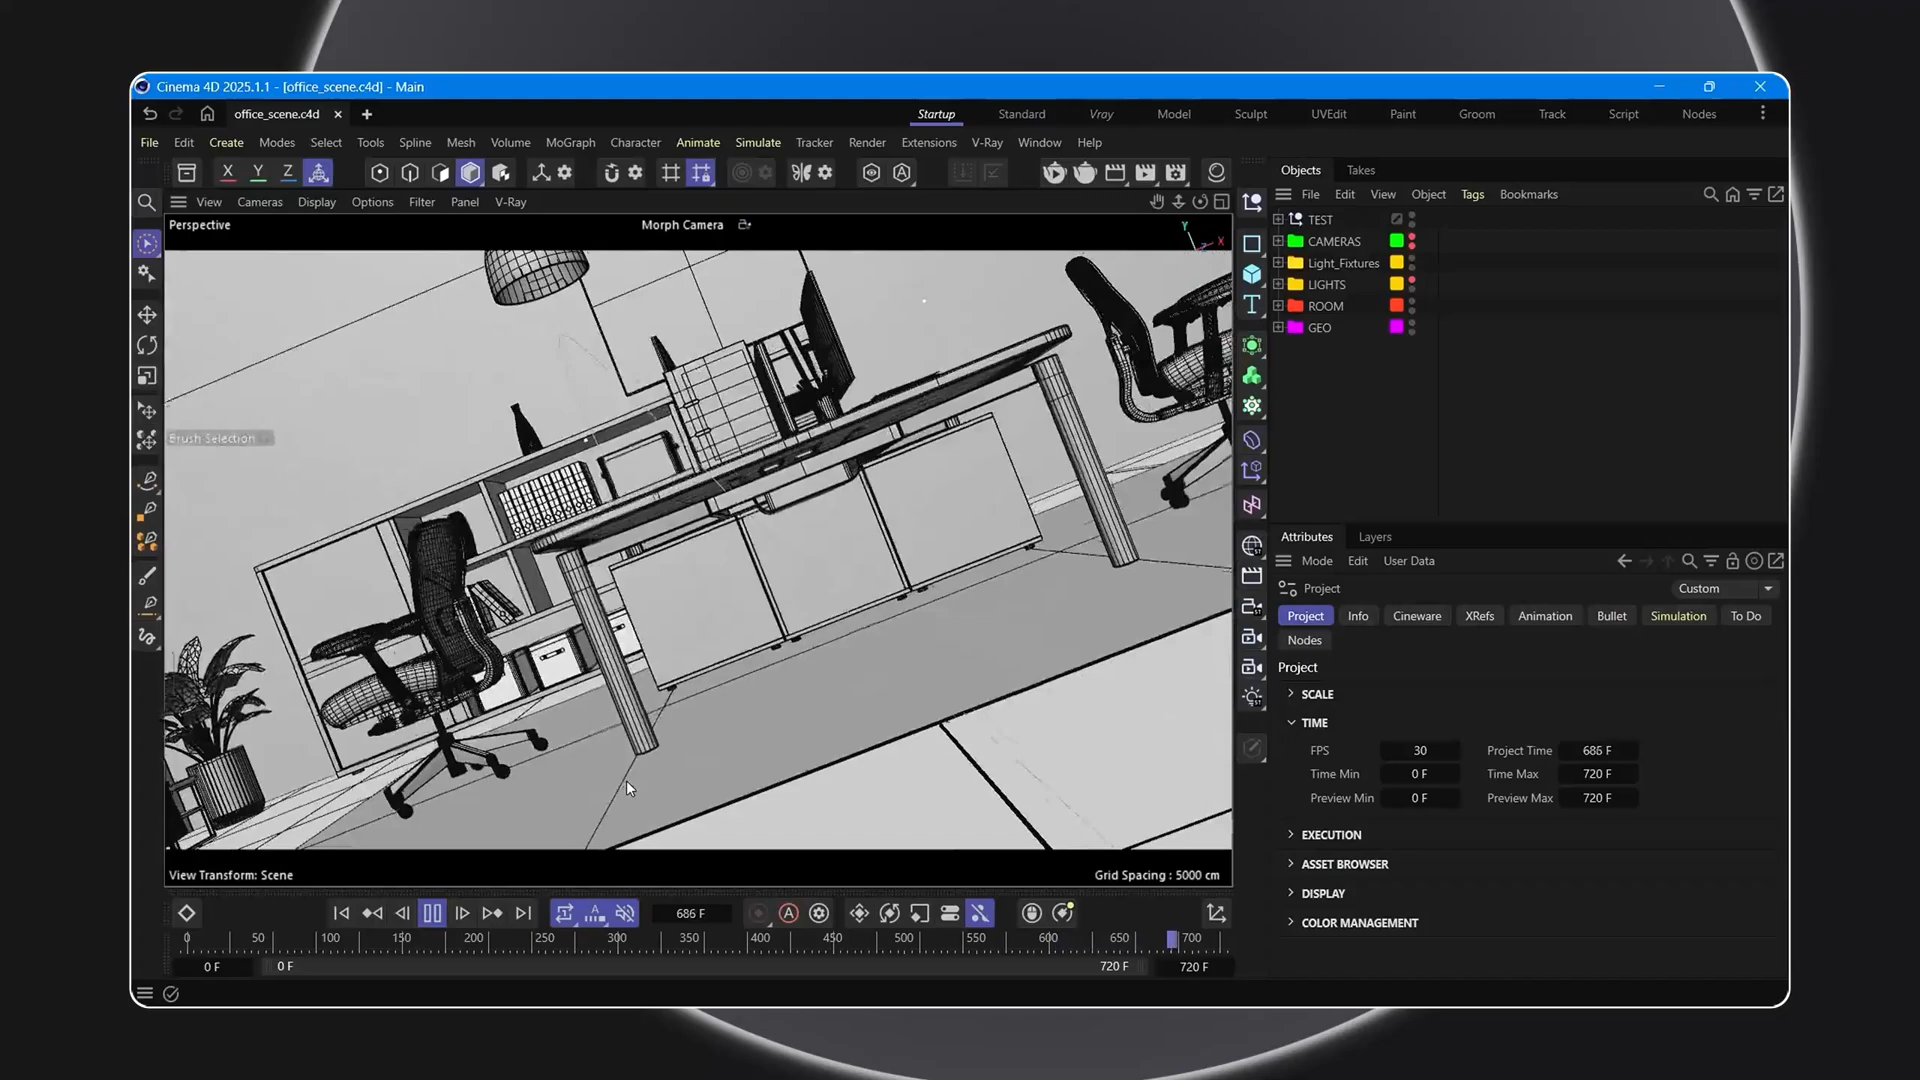 Cinema 4D 2025.1.1 - [office_scene.c4d] - Main
office_scene.c4d
Startup Standard Vray Model Sculpt UVEdit Paint Groom Track Script Nodes
File Edit Create Modes Select Tools Spline Mesh Volume MoGraph Character Animate Simulate Tracker Render Extensions V-Ray Window Help
X Y Z
View Cameras Display Options Filter Panel V-Ray
Perspective
Morph Camera
Y
X
Brush Selection
View Transform: Scene
Grid Spacing : 5000 cm
686 F
0 50 100 150 200 250 300 350 400 450 500 550 600 650 700
0 F
0 F
720 F
720 F
Objects Takes
File Edit View Object Tags Bookmarks
TEST
CAMERAS
Light_Fixtures
LIGHTS
ROOM
GEO
Attributes Layers
Mode Edit User Data
Project
Custom
Project Info Cineware XRefs Animation Bullet Simulation To Do
Nodes
Project
SCALE
TIME
FPS 30 Project Time 686 F
Time Min 0 F Time Max 720 F
Preview Min 0 F Preview Max 720 F
EXECUTION
ASSET BROWSER
DISPLAY
COLOR MANAGEMENT